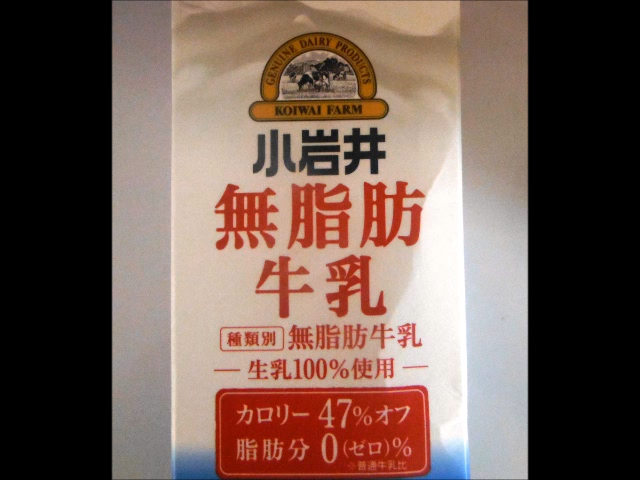 GENUINE DAIRY PRODUCTS
KOIWAI FARM
小岩井
無脂肪
牛乳
種類別 無脂肪牛乳
生乳100%使用
カロリー 47%オフ
脂肪分 0(ゼロ)%
※普通牛乳比